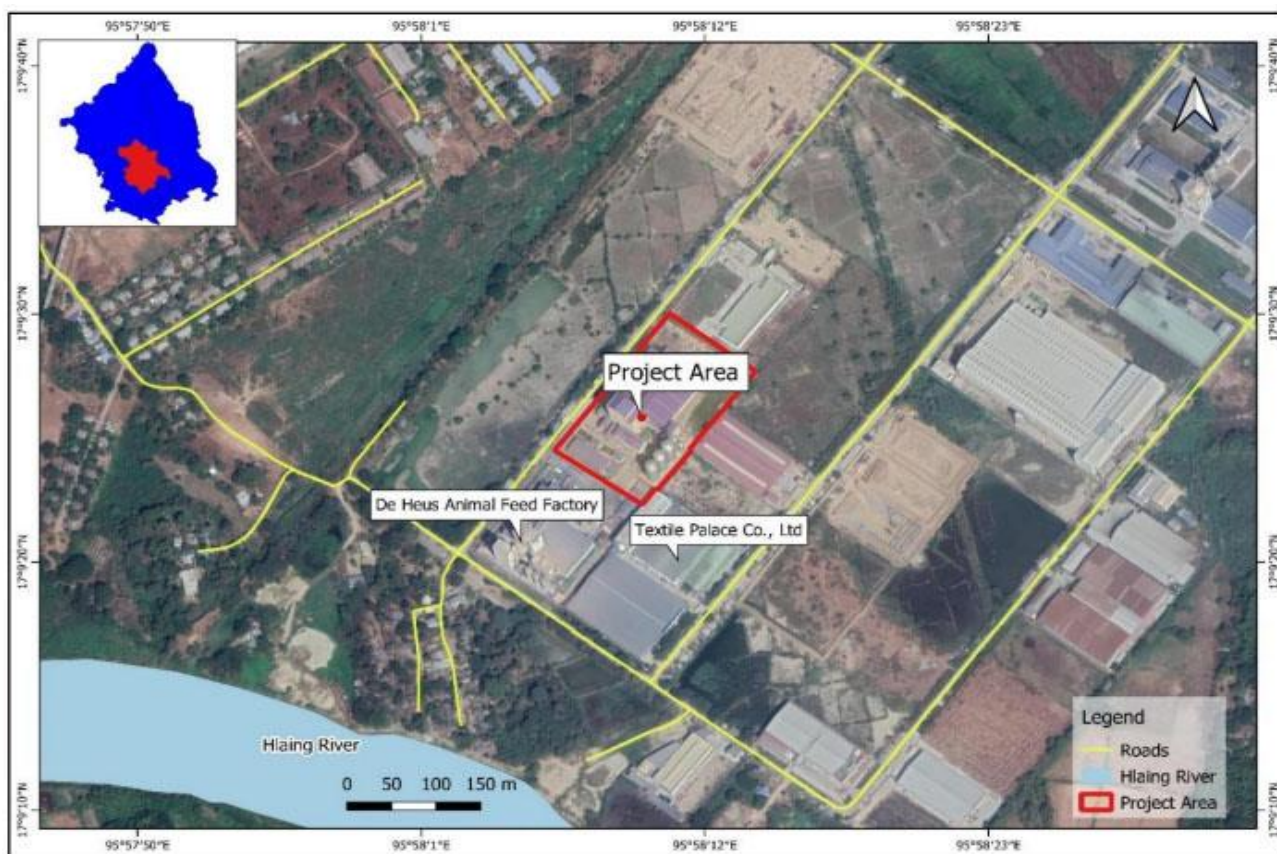 95°57'50"E 95°58'1"E 95°58'12"E 95°58'23"E
17°9'40"N 17°9'40"N
17°9'30"N 17°9'30"N
Project Area
De Heus Animal Feed Factory
Textile Palace Co., Ltd
17°9'20"N 17°9'20"N
Hlaing River
0 50 100 150 m
Legend
Roads
Hlaing River
Project Area
17°9'10"N 17°9'10"N
95°57'50"E 95°58'1"E 95°58'12"E 95°58'23"E